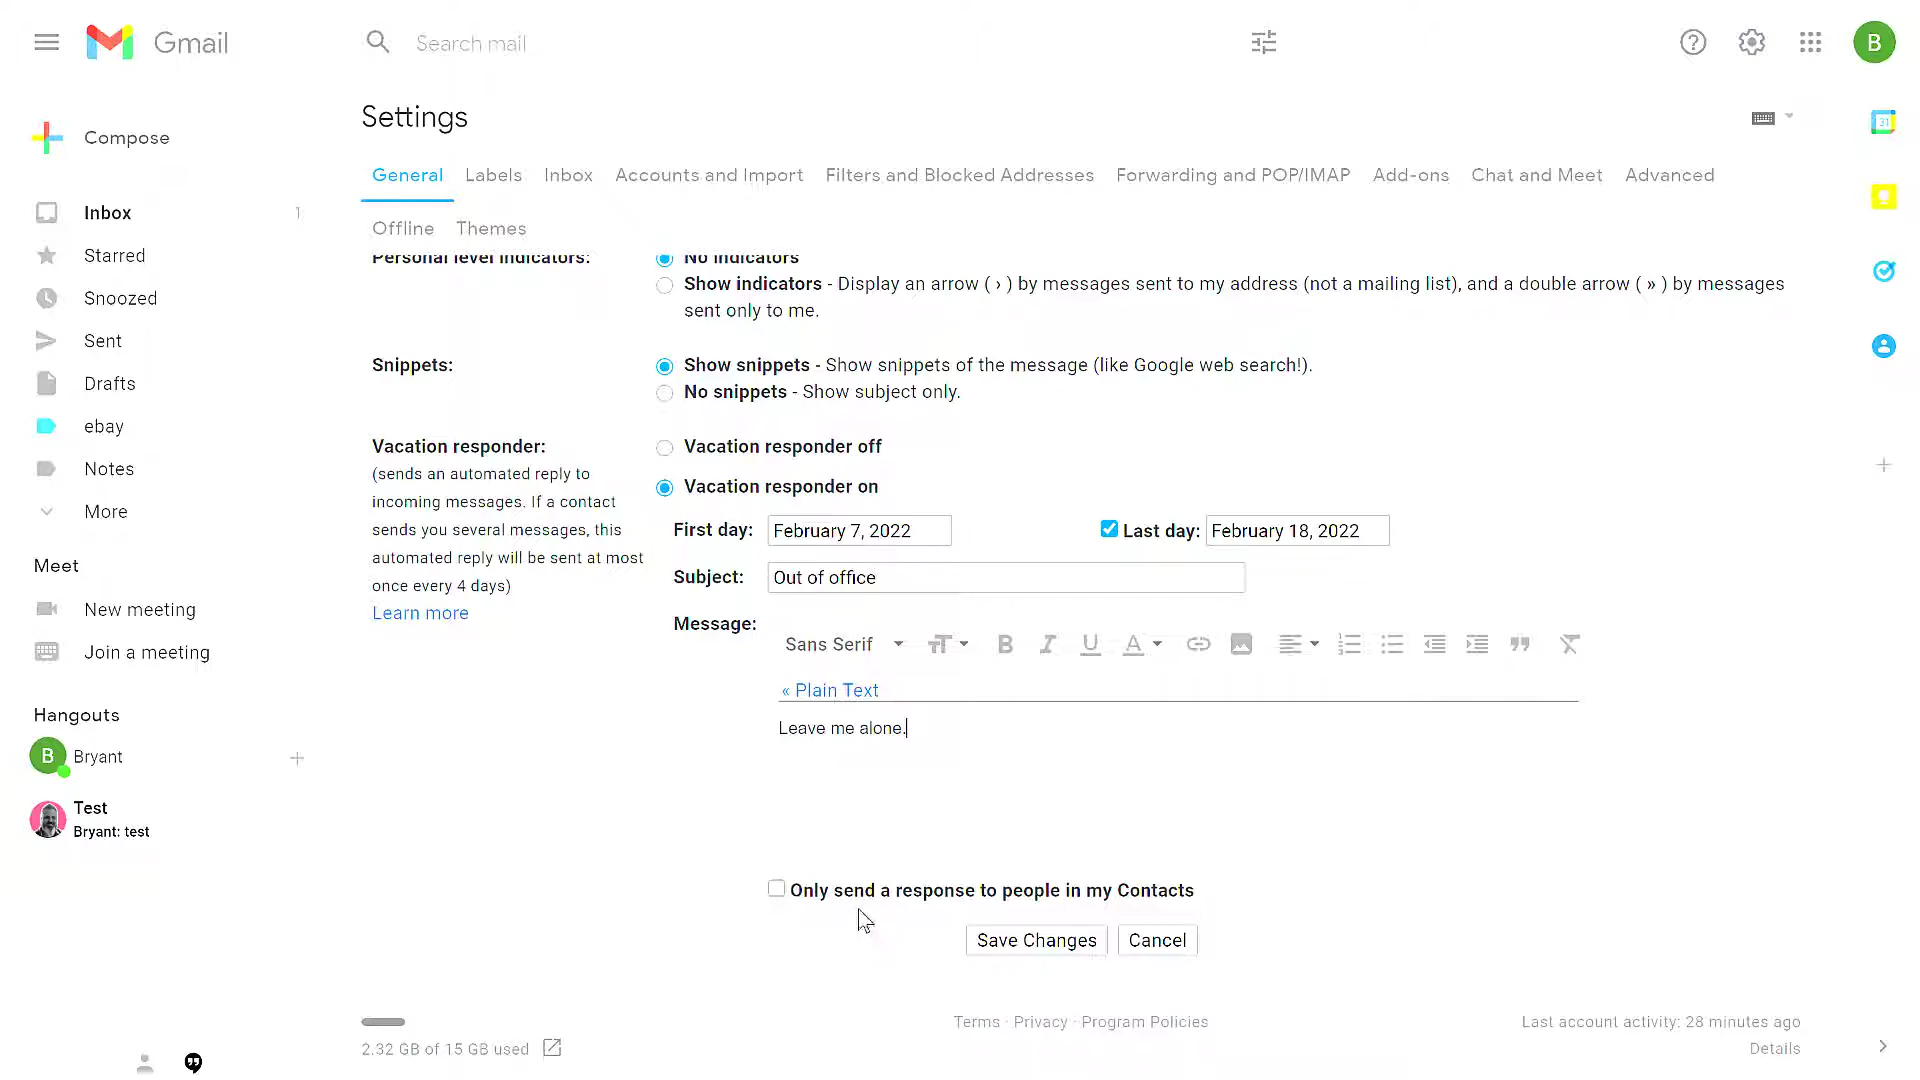 Gmail
Search mail
B
Settings
Compose
31
General Labels Inbox Accounts and Import Filters and Blocked Addresses Forwarding and POP/IMAP Add-ons Chat and Meet Advanced
Offline Themes
Inbox 1
Starred
Snoozed
Sent
Drafts
ebay
Notes
More
Meet
New meeting
Join a meeting
Hangouts
B Bryant
Test
Bryant: test
Personal level indicators:
No indicators
Show indicators - Display an arrow ( › ) by messages sent to my address (not a mailing list), and a double arrow ( » ) by messages
sent only to me.
Snippets:
Show snippets - Show snippets of the message (like Google web search!).
No snippets - Show subject only.
Vacation responder:
(sends an automated reply to
incoming messages. If a contact
sends you several messages, this
automated reply will be sent at most
once every 4 days)
Learn more
Vacation responder off
Vacation responder on
First day: February 7, 2022 Last day: February 18, 2022
Subject: Out of office
Message:
Sans Serif
« Plain Text
Leave me alone.
Only send a response to people in my Contacts
Save Changes Cancel
2.32 GB of 15 GB used
Terms · Privacy · Program Policies
Last account activity: 28 minutes ago
Details